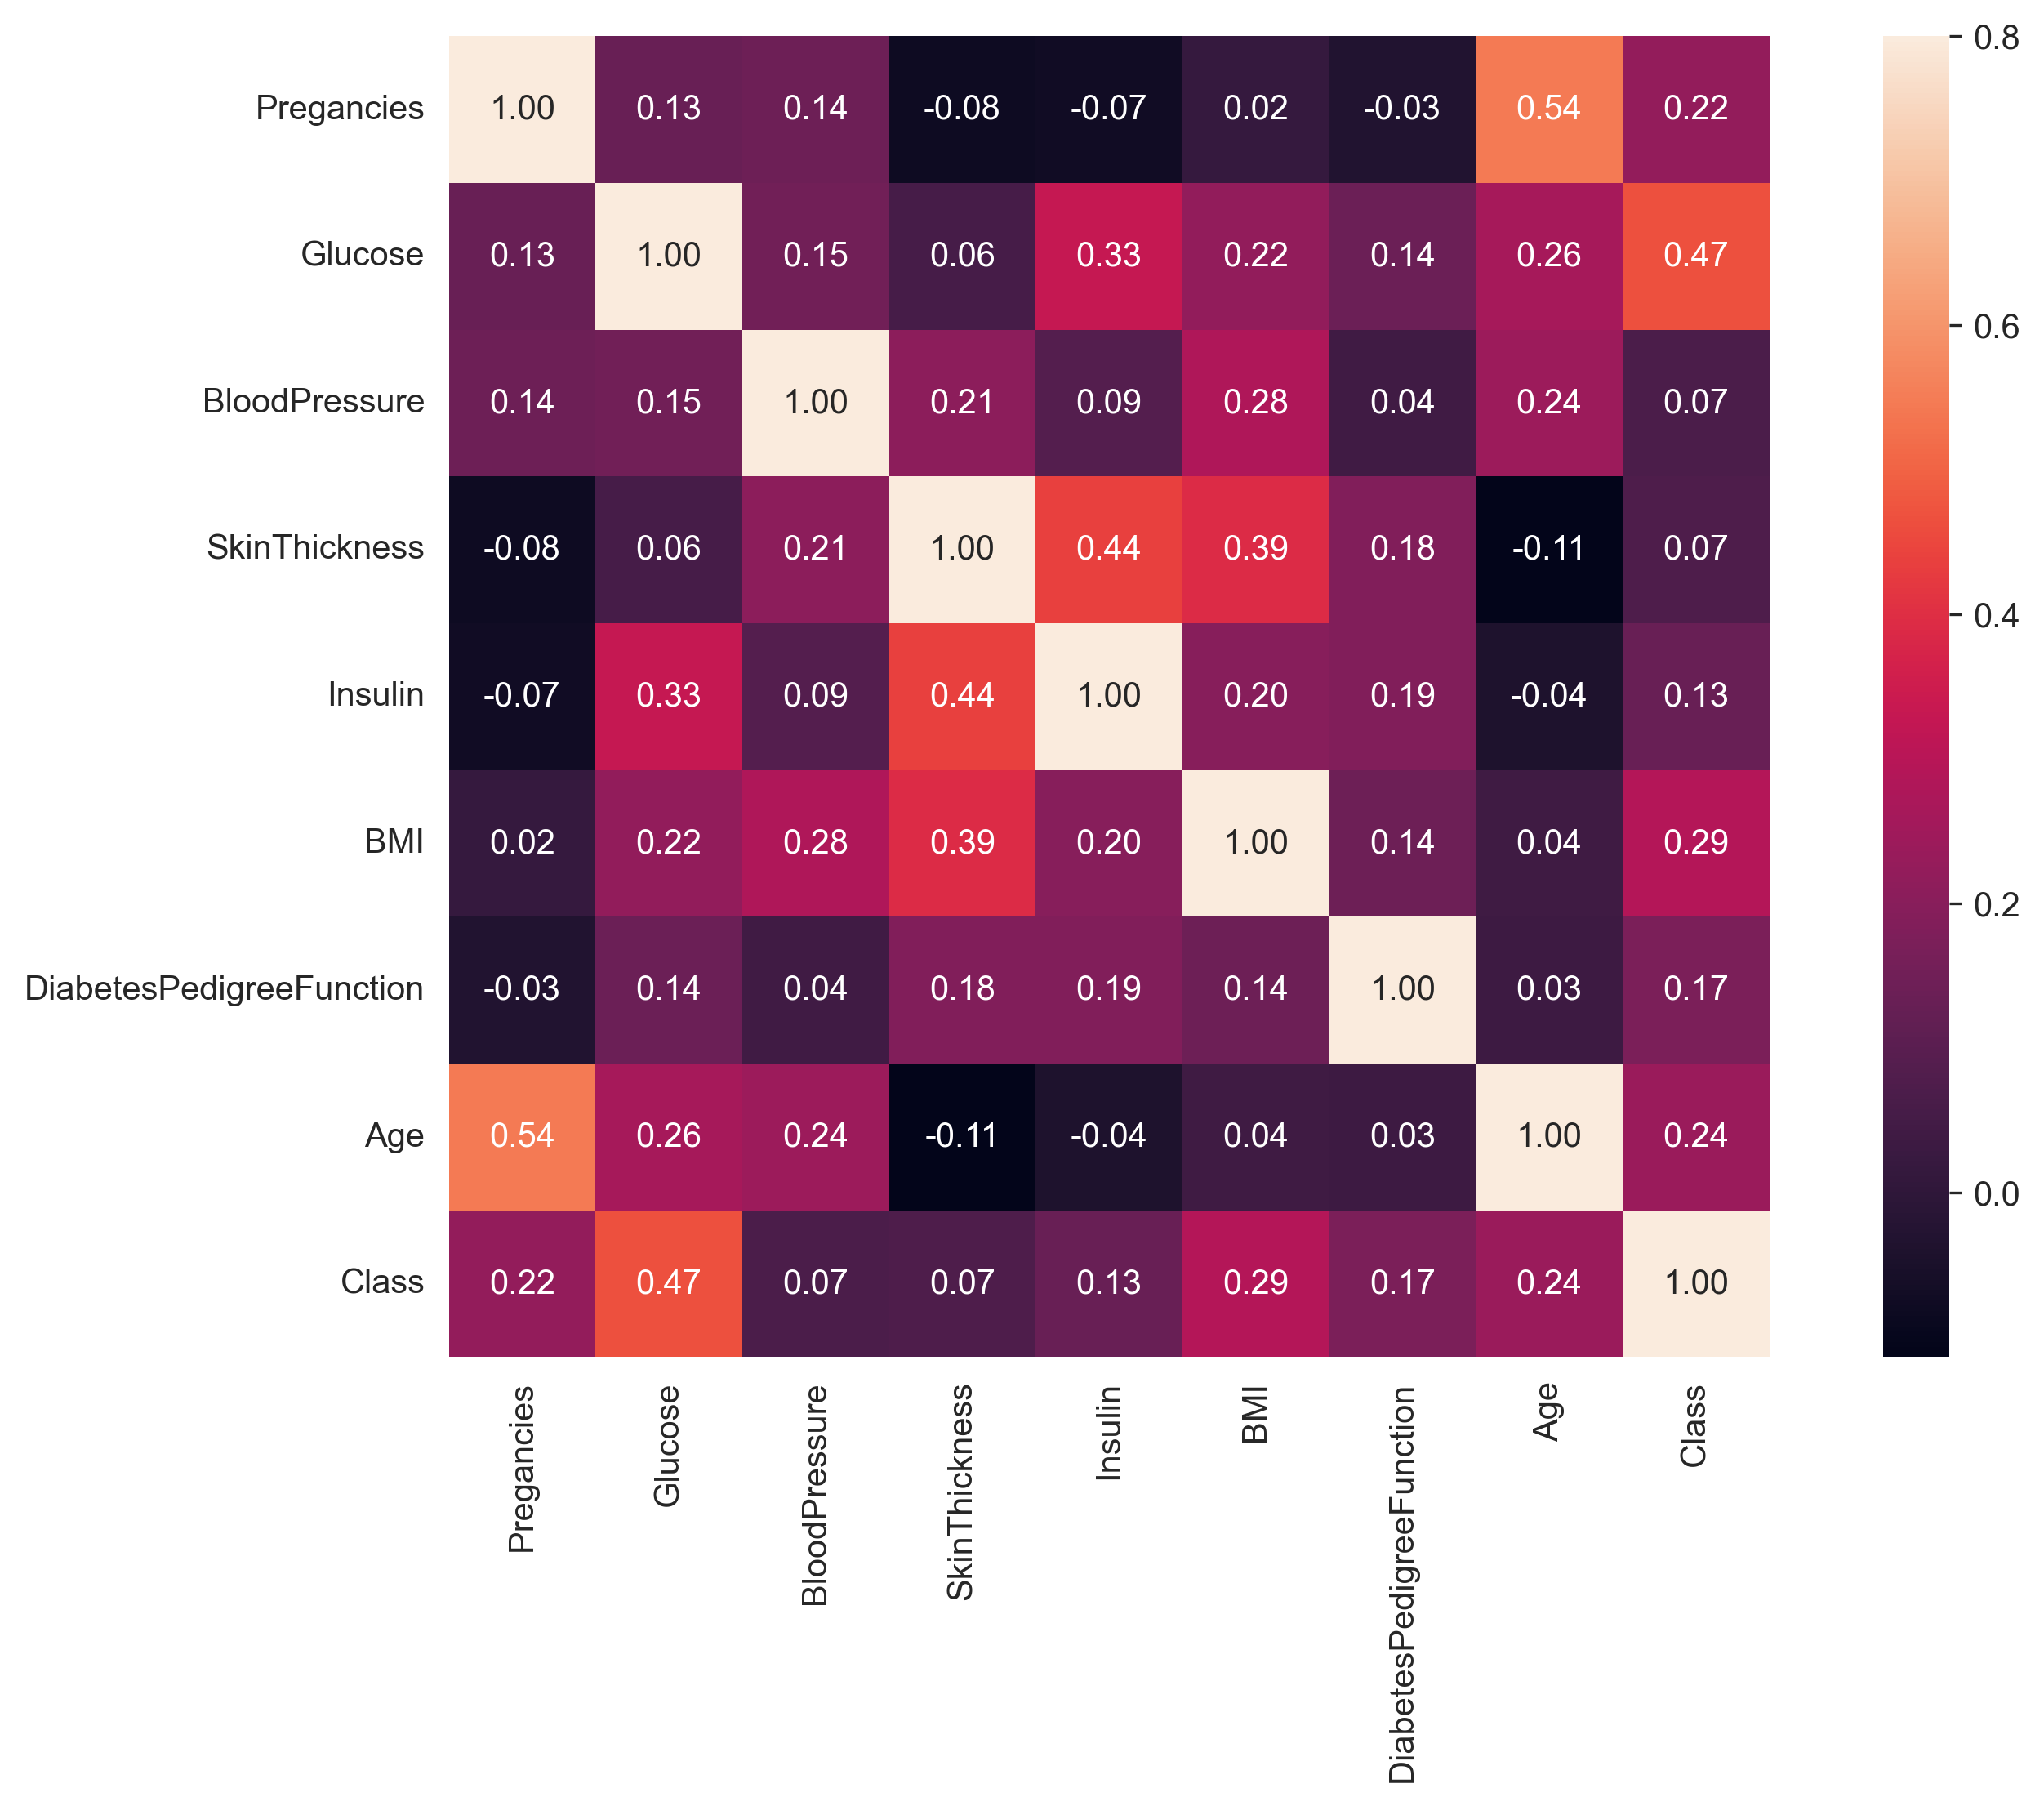 Pregancies 1.00 0.13 0.14 -0.08 -0.07 0.02 -0.03 0.54 0.22
Glucose 0.13 1.00 0.15 0.06 0.33 0.22 0.14 0.26 0.47
BloodPressure 0.14 0.15 1.00 0.21 0.09 0.28 0.04 0.24 0.07
SkinThickness -0.08 0.06 0.21 1.00 0.44 0.39 0.18 -0.11 0.07
Insulin -0.07 0.33 0.09 0.44 1.00 0.20 0.19 -0.04 0.13
BMI 0.02 0.22 0.28 0.39 0.20 1.00 0.14 0.04 0.29
DiabetesPedigreeFunction -0.03 0.14 0.04 0.18 0.19 0.14 1.00 0.03 0.17
Age 0.54 0.26 0.24 -0.11 -0.04 0.04 0.03 1.00 0.24
Class 0.22 0.47 0.07 0.07 0.13 0.29 0.17 0.24 1.00
Pregancies
Glucose
BloodPressure
SkinThickness
Insulin
BMI
DiabetesPedigreeFunction
Age
Class
0.8
0.6
0.4
0.2
0.0